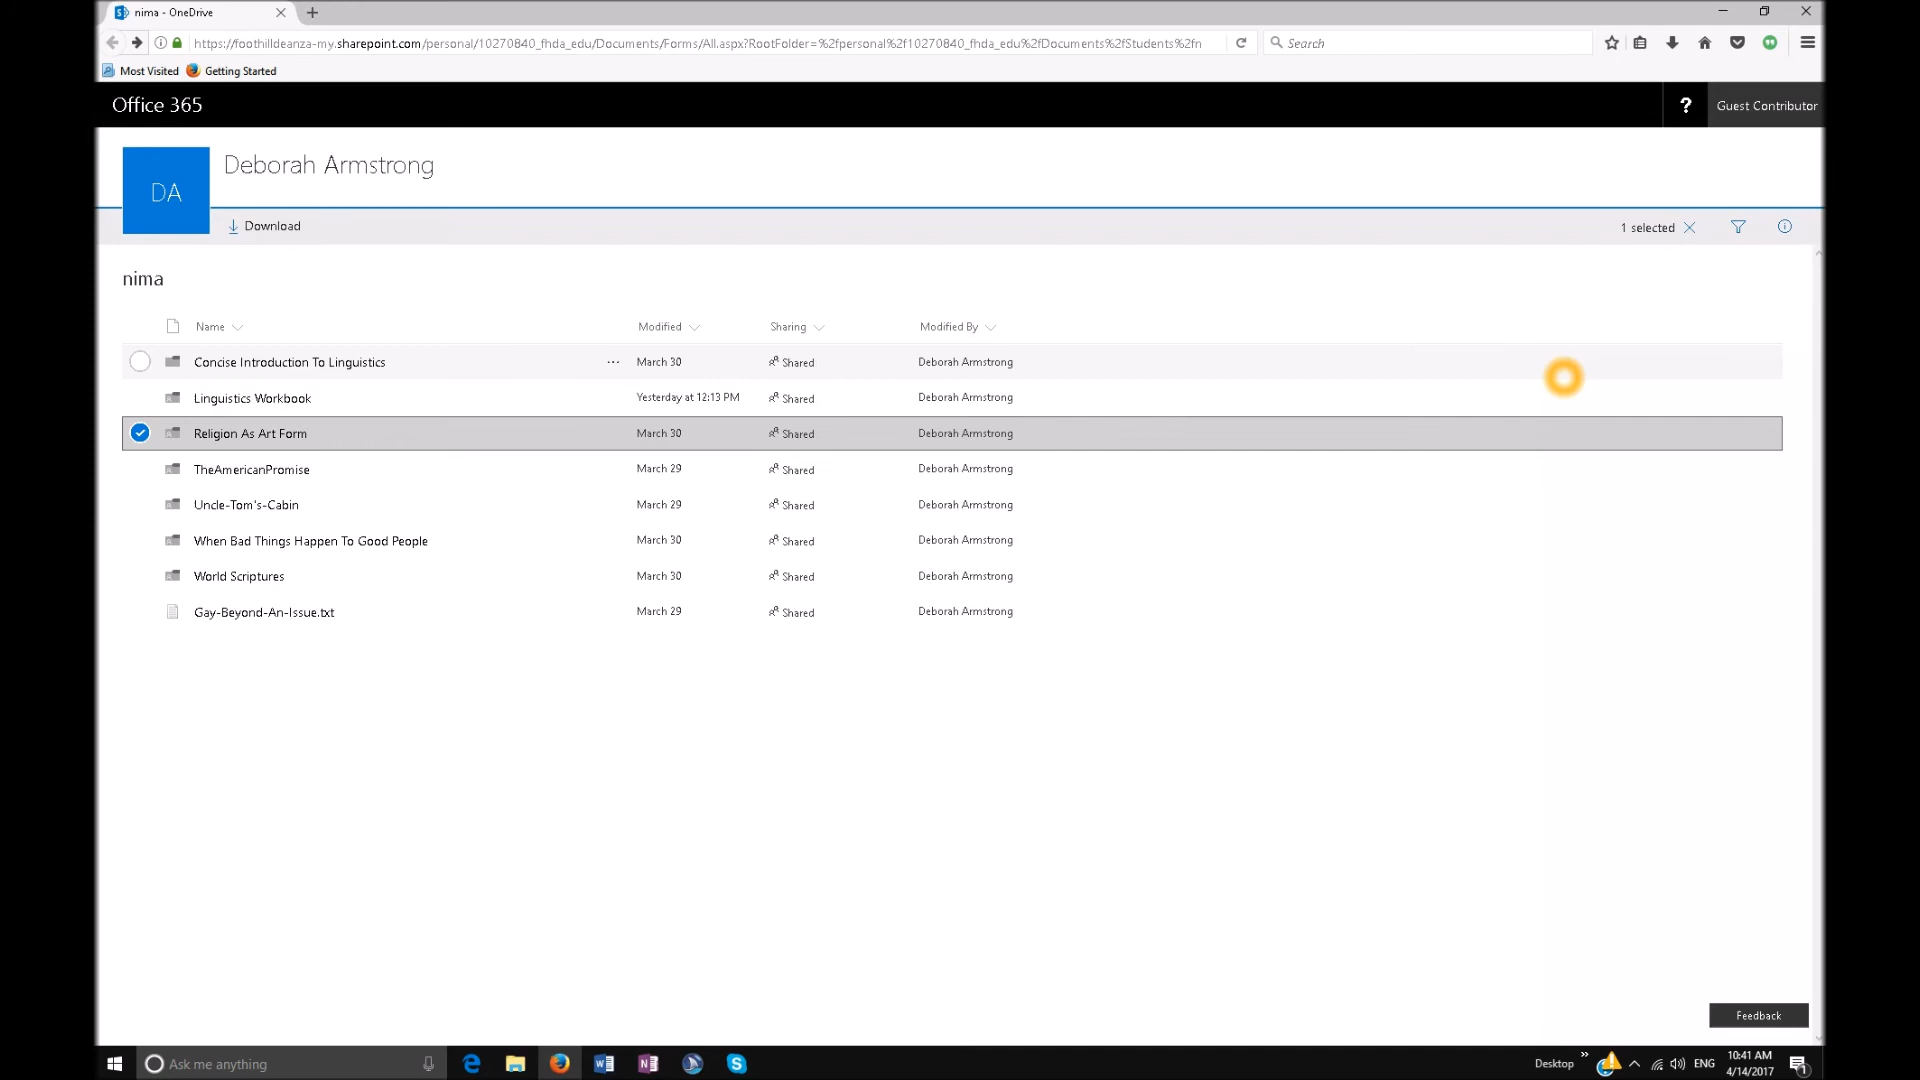 nima - OneDrive
https://foothilldeanza-my.sharepoint.com/personal/10270840_fhda_edu/Documents/Forms/All.aspx?RootFolder=%2fpersonal%2f10270840_fhda_edu%2fDocuments%2fStudents%2fn
Search
Most Visited Getting Started
Office 365 ? Guest Contributor
Deborah Armstrong
DA
Download 1 selected
nima
Name Modified Sharing Modified By
Concise Introduction To Linguistics ... March 30 Shared Deborah Armstrong
Linguistics Workbook Yesterday at 12:13 PM Shared Deborah Armstrong
Religion As Art Form March 30 Shared Deborah Armstrong
TheAmericanPromise March 29 Shared Deborah Armstrong
Uncle-Tom's-Cabin March 29 Shared Deborah Armstrong
When Bad Things Happen To Good People March 30 Shared Deborah Armstrong
World Scriptures March 30 Shared Deborah Armstrong
Gay-Beyond-An-Issue.txt March 29 Shared Deborah Armstrong
Feedback
Ask me anything Desktop ENG 10:41 AM
4/14/2017